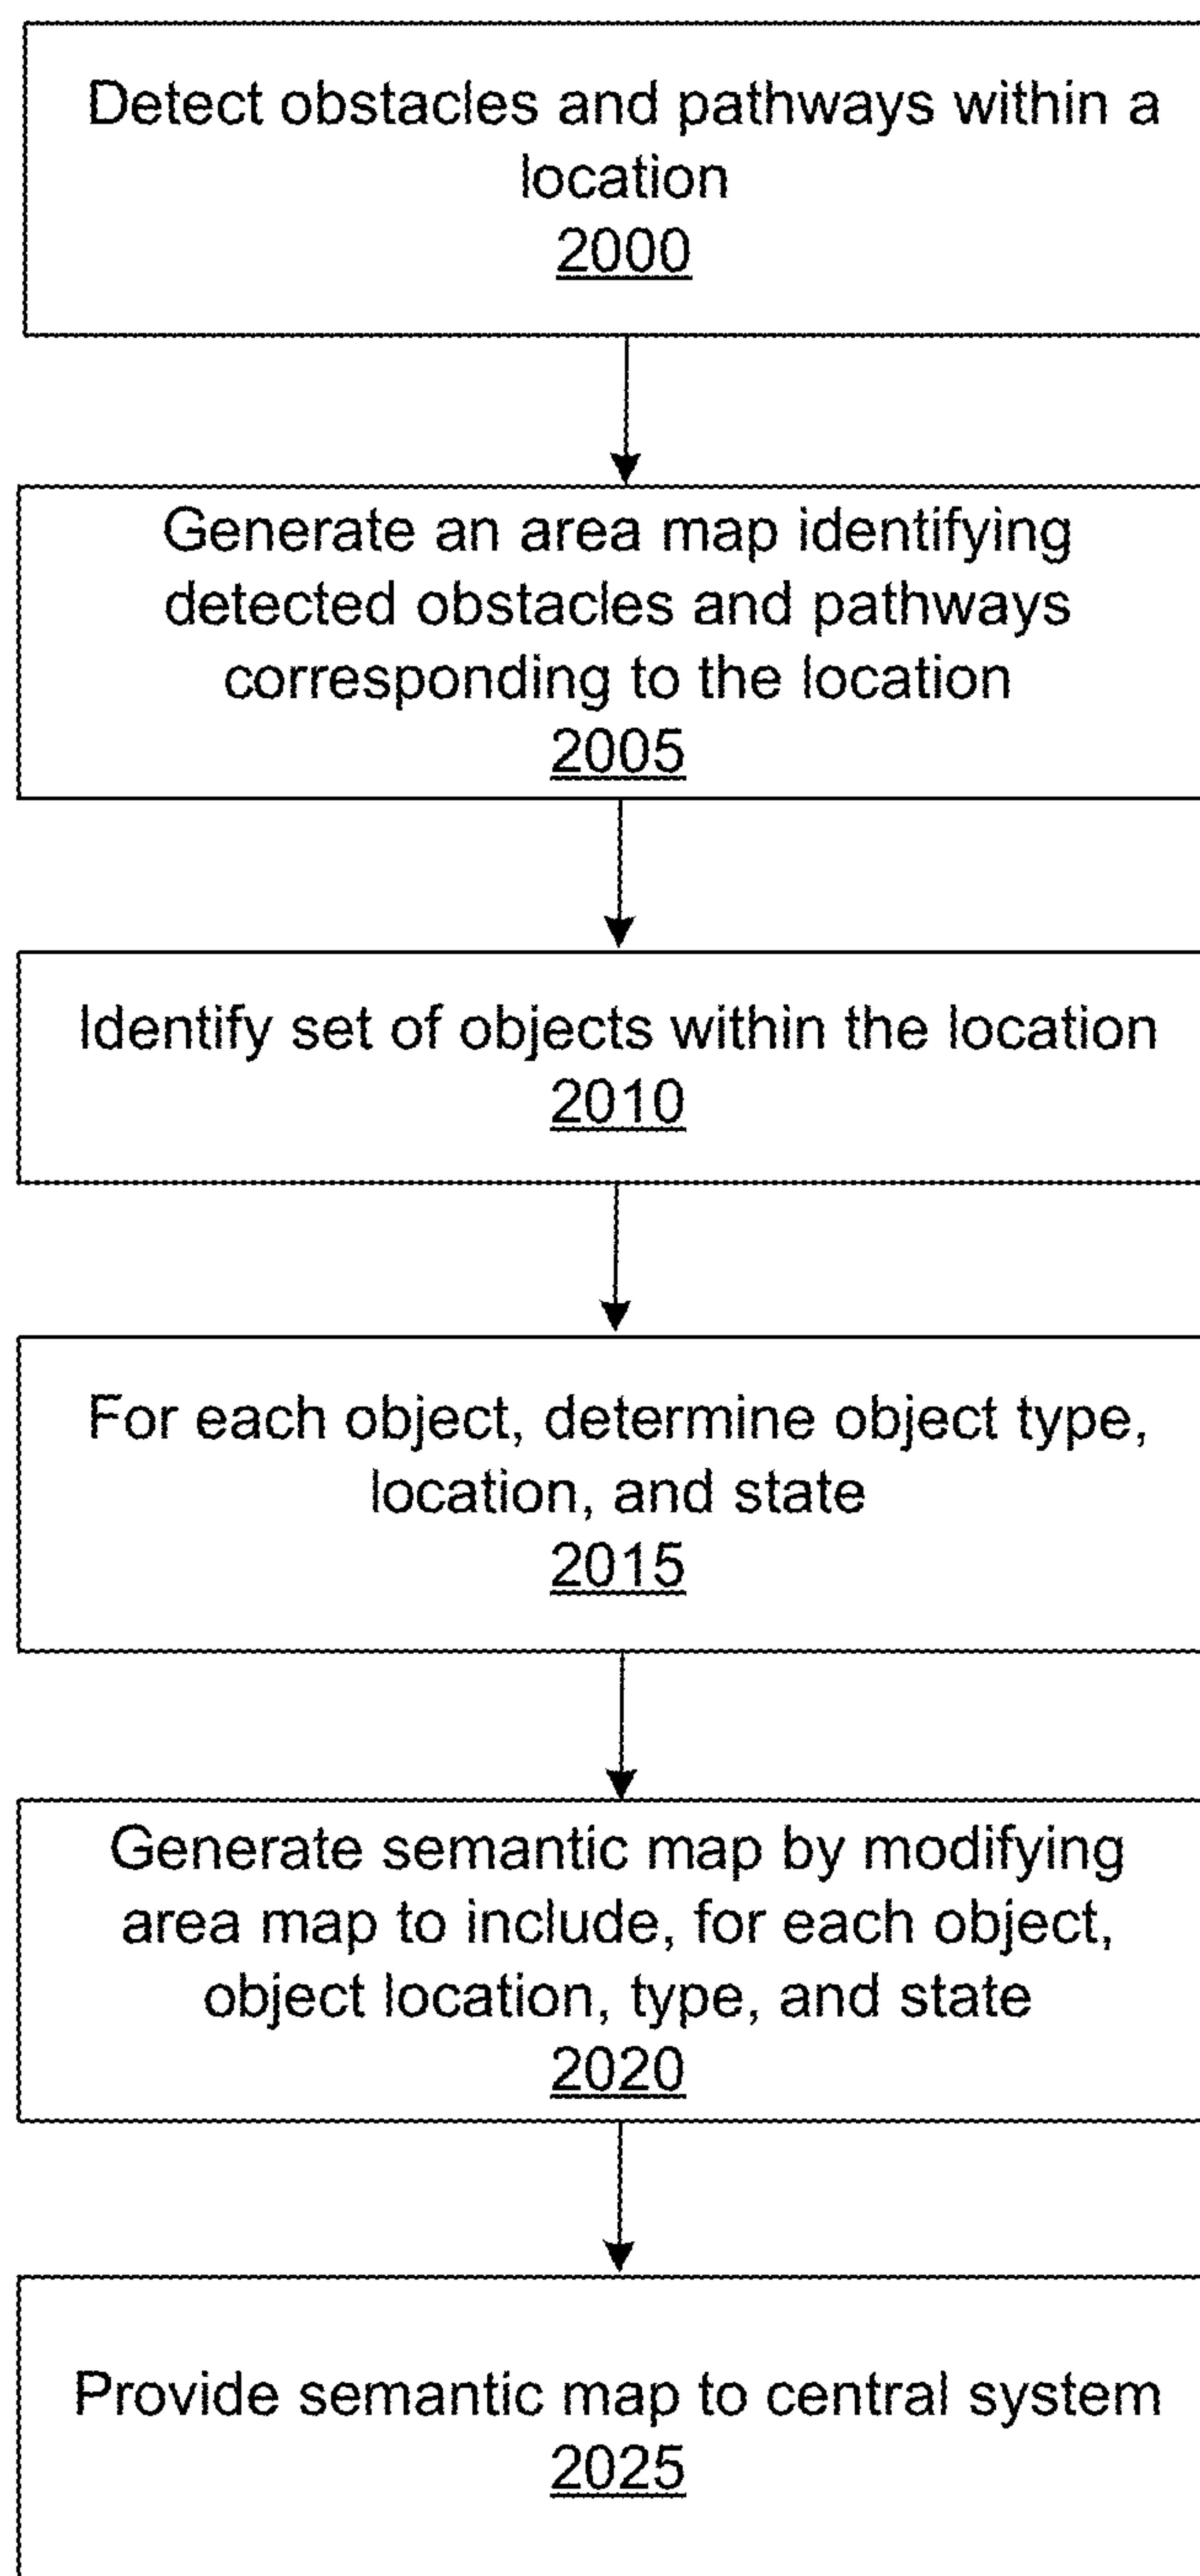 Detect obstacles and pathways within a
location
2000
Generate an area map identifying
detected obstacles and pathways
corresponding to the location
2005
Identify set of objects within the location
2010
For each object, determine object type,
location, and state
2015
Generate semantic map by modifying
area map to include, for each object,
object location, type, and state
2020
Provide semantic map to central system
2025